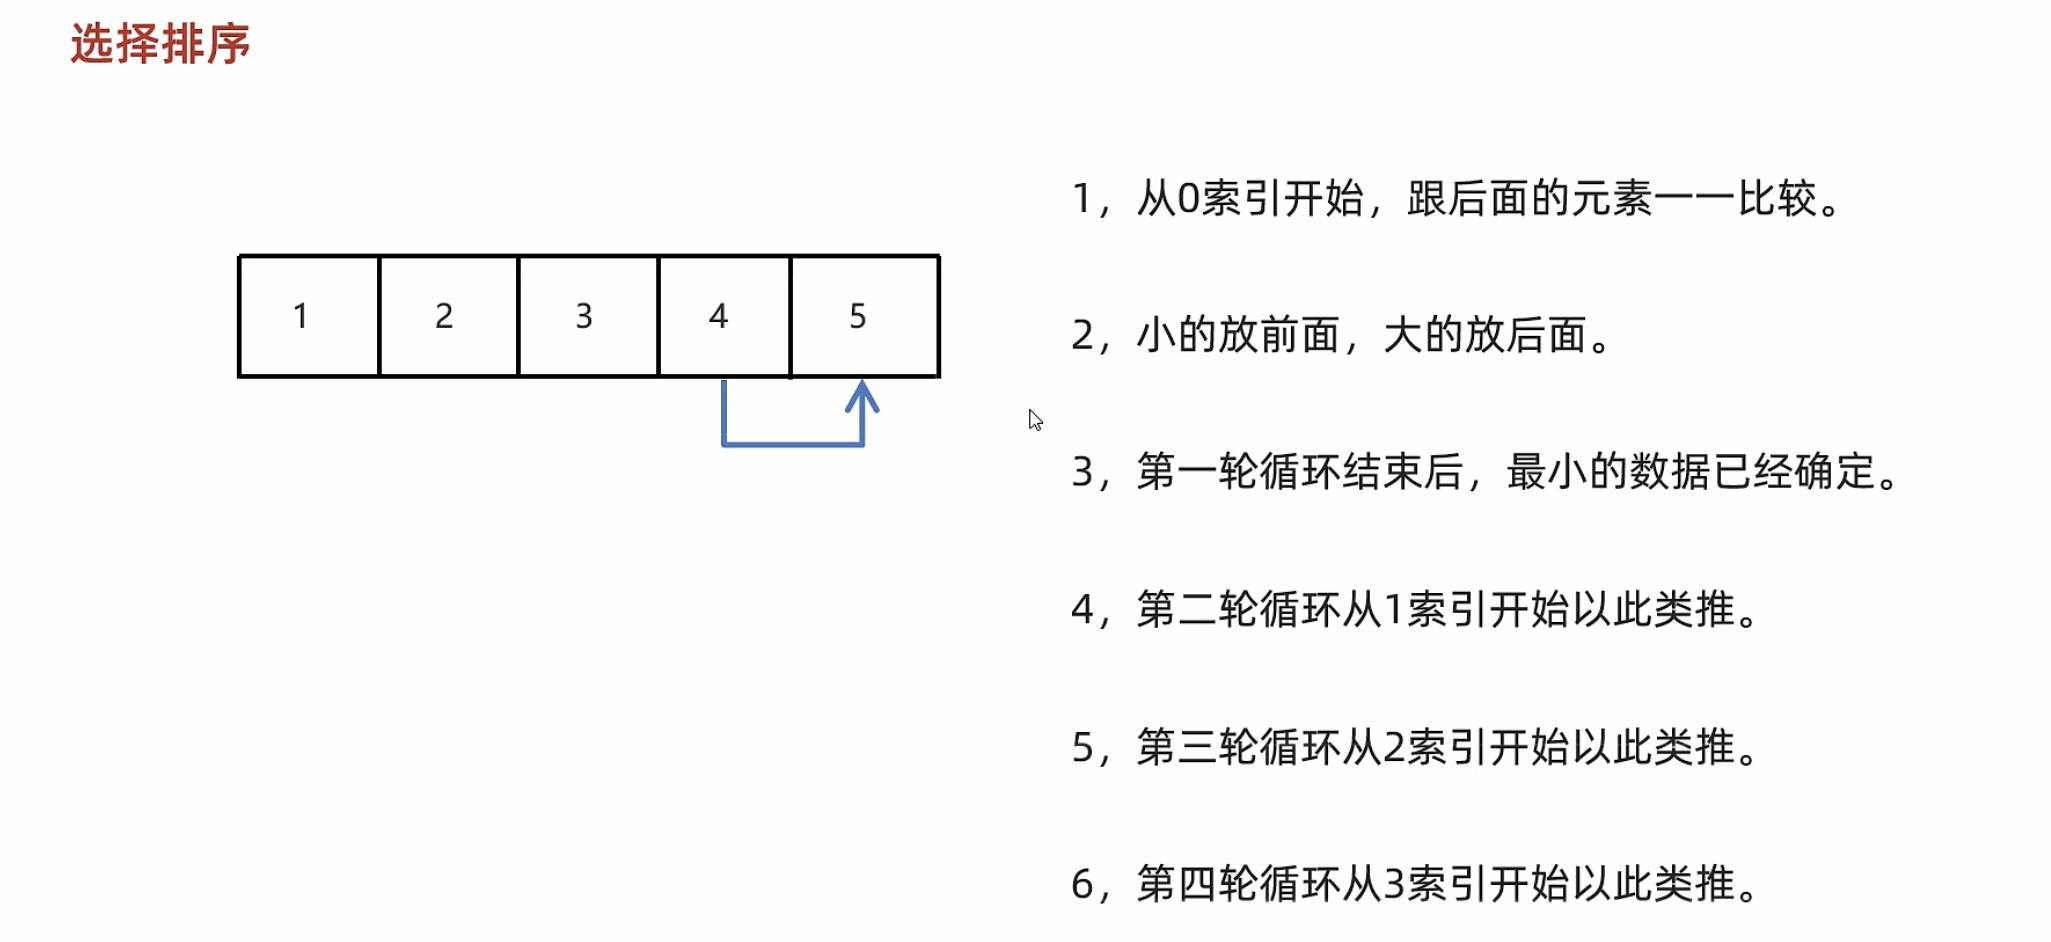 选择排序
1 2 3 4 5
1，从0索引开始，跟后面的元素一一比较。
2，小的放前面，大的放后面。
3，第一轮循环结束后，最小的数据已经确定。
4，第二轮循环从1索引开始以此类推。
5，第三轮循环从2索引开始以此类推。
6，第四轮循环从3索引开始以此类推。